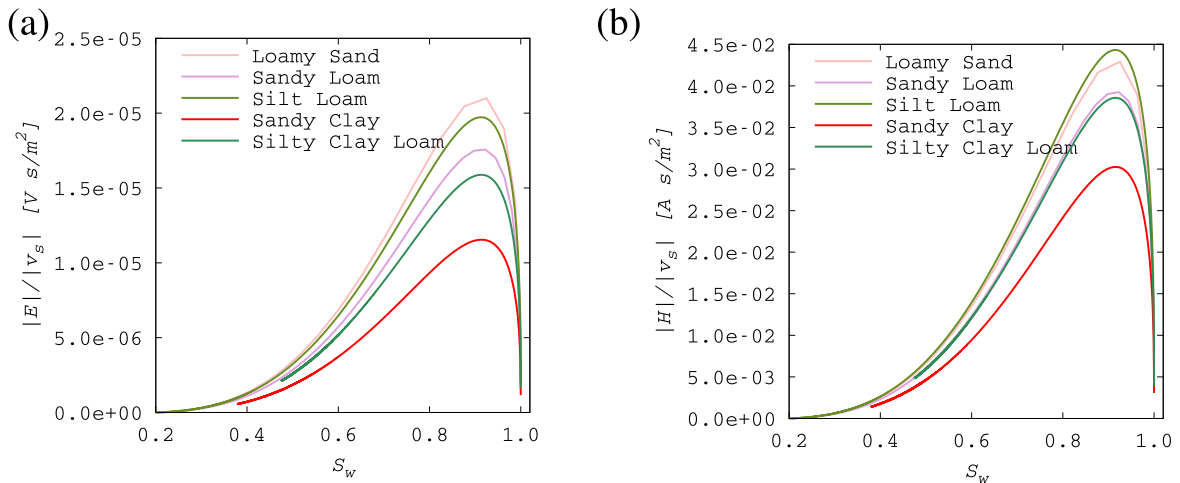 (a)
2.5e-05
2.0e-05
1.5e-05
1.0e-05
5.0e-06
0.0e+00
|E|/|v_s| [V s/m^2]
Loamy Sand
Sandy Loam
Silt Loam
Sandy Clay
Silty Clay Loam
0.2 0.4 0.6 0.8 1.0
S_w
(b)
4.5e-02
4.0e-02
3.5e-02
3.0e-02
2.5e-02
2.0e-02
1.5e-02
1.0e-02
5.0e-03
0.0e+00
|H|/|v_s| [A s/m^2]
Loamy Sand
Sandy Loam
Silt Loam
Sandy Clay
Silty Clay Loam
0.2 0.4 0.6 0.8 1.0
S_w